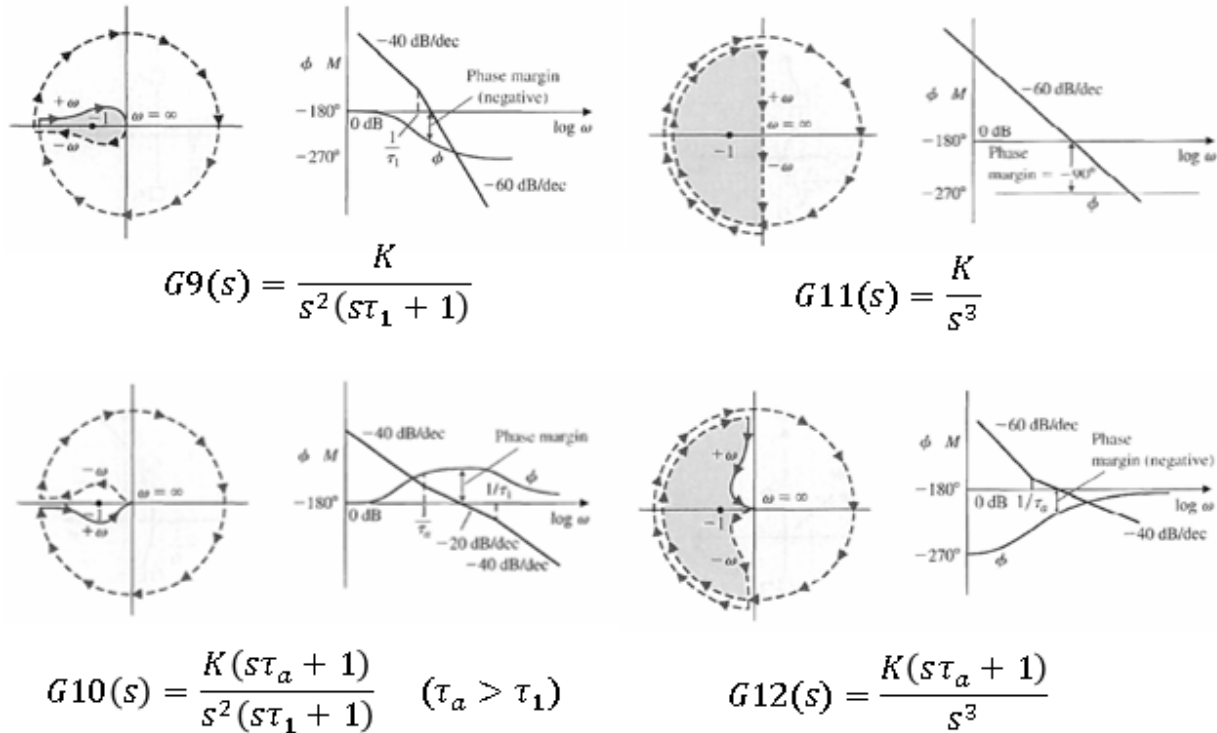 −40 dB/dec
ϕ M
Phase margin
(negative)
+ω
−1
ω = ∞
−ω
−180°
0 dB
1/τ₁
ϕ
log ω
−270°
−60 dB/dec
G9(s) = K / (s²(sτ₁ + 1))
+ω
ω = ∞
−1
−ω
−60 dB/dec
ϕ M
0 dB
−180°
log ω
Phase
margin = −90°
−270°
ϕ
G11(s) = K / s³
−ω
ω = ∞
−1
+ω
−40 dB/dec
Phase margin
ϕ M
ϕ
1/τ₁
−180°
0 dB
log ω
1/τₐ
−20 dB/dec
−40 dB/dec
G10(s) = K(sτₐ + 1) / (s²(sτ₁ + 1)) (τₐ > τ₁)
+ω
ω = ∞
−1
−ω
−60 dB/dec
Phase
margin (negative)
ϕ M
−180°
0 dB
1/τₐ
log ω
−40 dB/dec
−270°
ϕ
G12(s) = K(sτₐ + 1) / s³